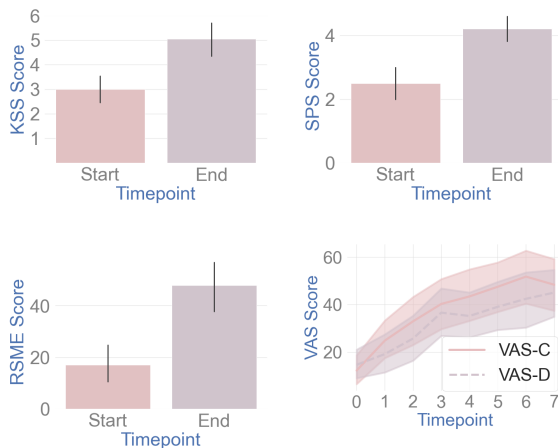 6
5
4
3
2
1
KSS Score
Start End
Timepoint
4
2
0
SPS Score
Start End
Timepoint
40
20
0
RSME Score
Start End
Timepoint
60
40
20
VAS Score
VAS-C
VAS-D
0 1 2 3 4 5 6 7
Timepoint